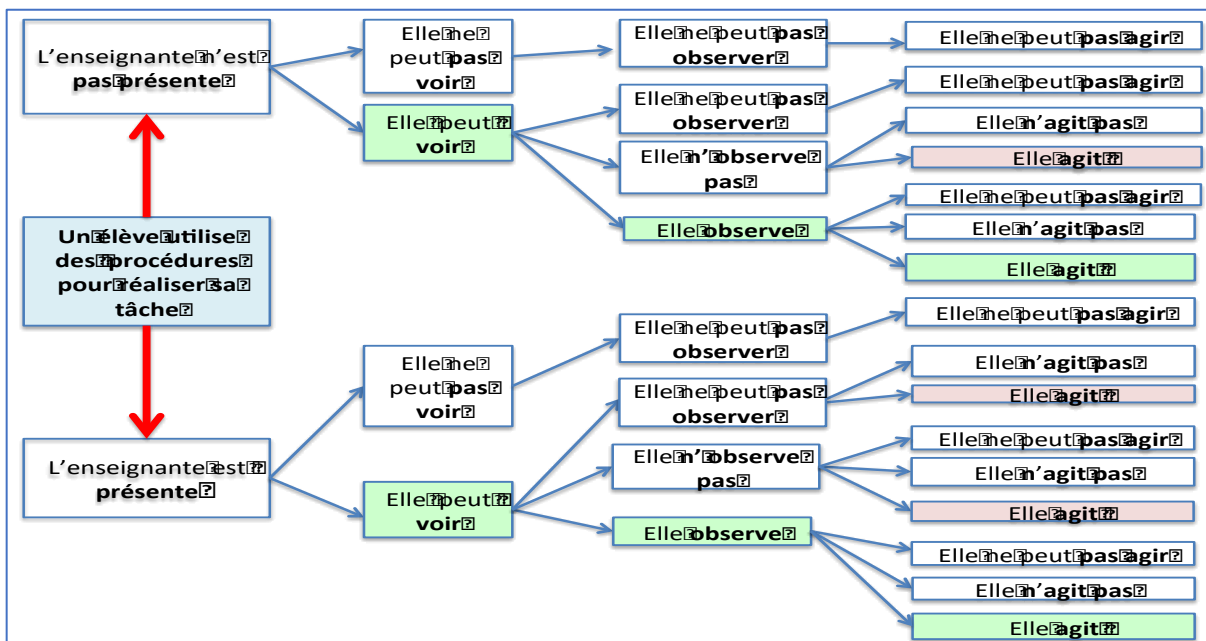 L'enseignante n'est
pas présente
Un élève utilise
des procédures
pour réaliser sa
tâche
L'enseignante est
présente
Elle ne
peut pas
voir
Elle peut
voir
Elle ne
peut pas
voir
Elle peut
voir
Elle ne peut pas
observer
Elle ne peut pas
observer
Elle n'observe
pas
Elle observe
Elle ne peut pas
observer
Elle ne peut pas
observer
Elle n'observe
pas
Elle observe
Elle ne peut pas agir
Elle ne peut pas agir
Elle n'agit pas
Elle agit
Elle ne peut pas agir
Elle n'agit pas
Elle agit
Elle ne peut pas agir
Elle n'agit pas
Elle agit
Elle ne peut pas agir
Elle n'agit pas
Elle agit
Elle ne peut pas agir
Elle n'agit pas
Elle agit